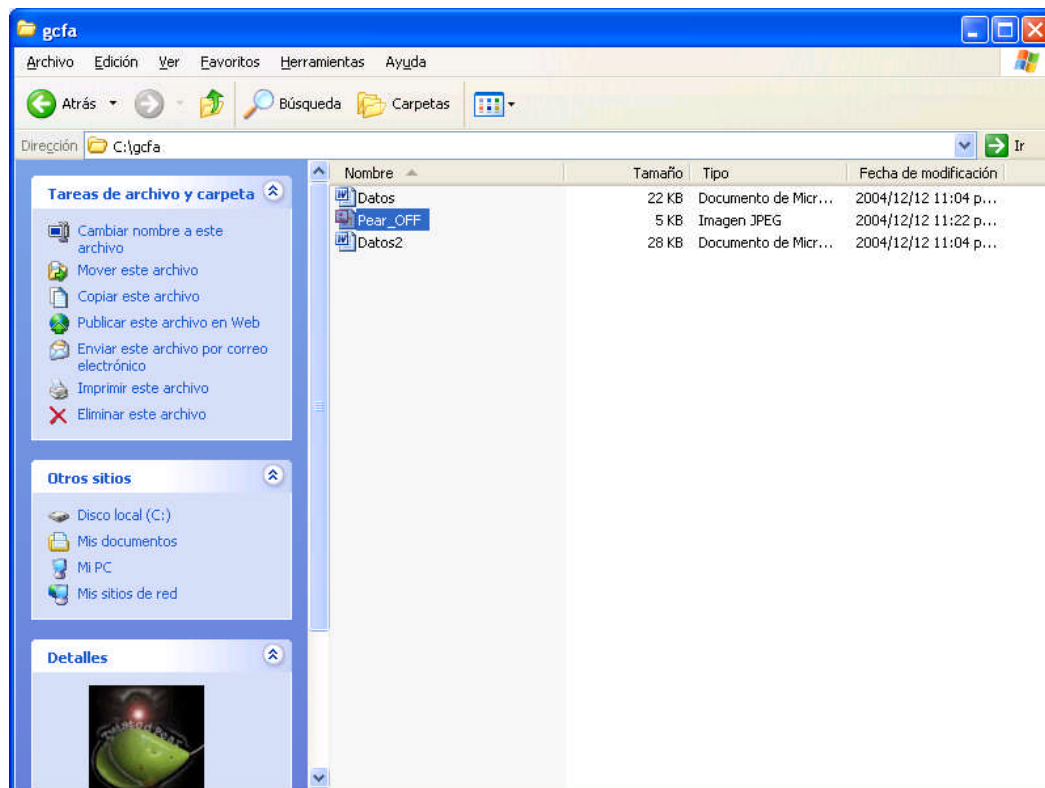 gcfa
Archivo Edición Ver Favoritos Herramientas Ayuda
Atrás Búsqueda Carpetas
Dirección C:\gcfa Ir
Nombre Tamaño Tipo Fecha de modificación
Datos 22 KB Documento de Micr... 2004/12/12 11:04 p...
Pear_OFF 5 KB Imagen JPEG 2004/12/12 11:22 p...
Datos2 28 KB Documento de Micr... 2004/12/12 11:04 p...
Tareas de archivo y carpeta
Cambiar nombre a este
archivo
Mover este archivo
Copiar este archivo
Publicar este archivo en Web
Enviar este archivo por correo
electrónico
Imprimir este archivo
Eliminar este archivo
Otros sitios
Disco local (C:)
Mis documentos
Mi PC
Mis sitios de red
Detalles